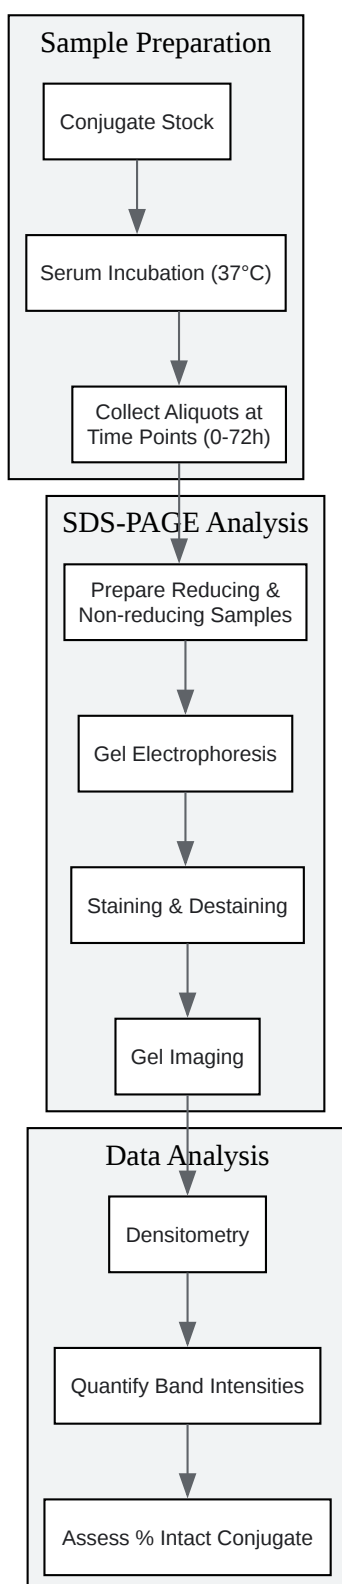 Sample Preparation
Conjugate Stock
Serum Incubation (37°C)
Collect Aliquots at
Time Points (0-72h)
SDS-PAGE Analysis
Prepare Reducing &
Non-reducing Samples
Gel Electrophoresis
Staining & Destaining
Gel Imaging
Data Analysis
Densitometry
Quantify Band Intensities
Assess % Intact Conjugate